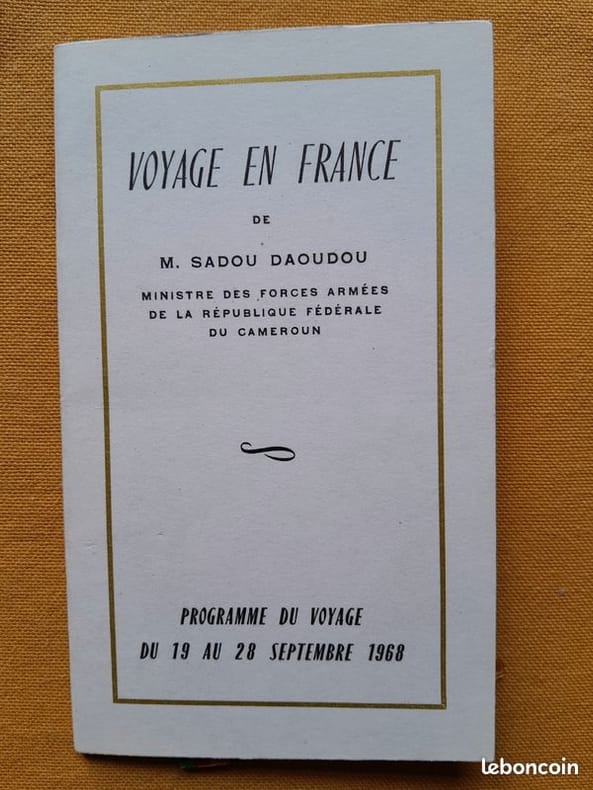 VOYAGE EN FRANCE
DE
M. SADOU DAOUDOU
MINISTRE DES FORCES ARMÉES
DE LA RÉPUBLIQUE FÉDÉRALE
DU CAMEROUN
PROGRAMME DU VOYAGE
DU 19 AU 28 SEPTEMBRE 1968
leboncoin